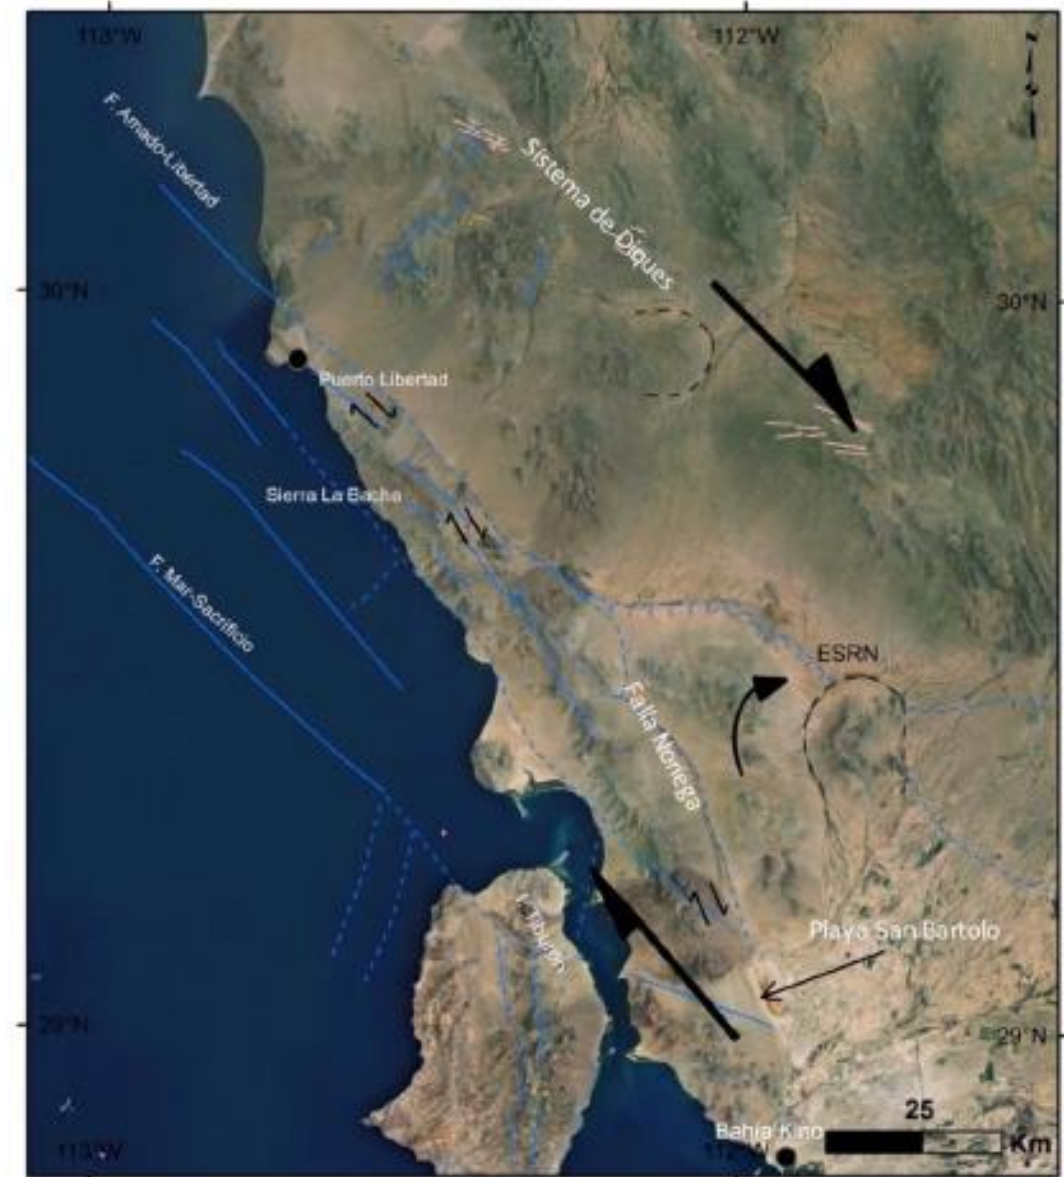 113°W
112°W
N
F. Amado-Libertad
Sistema de Diques
30°N
30°N
Puerto Libertad
Sierra La Bacha
F. Mar-Sacrificio
ESRN
Falla Noriega
I. Tiburón
Playa San Bartolo
29°N
29°N
25
Bahía Kino
Km
113°W
112°W